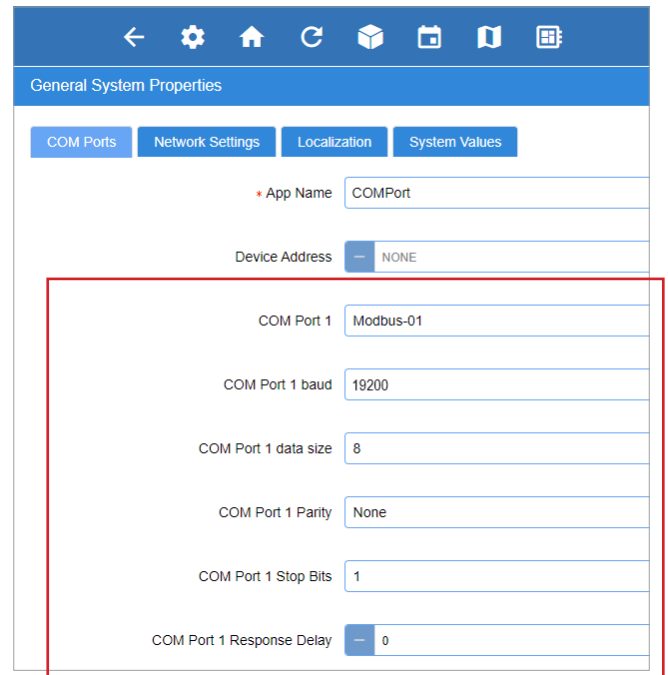 General System Properties
COM Ports Network Settings Localization System Values
* App Name COMPort
Device Address NONE
COM Port 1 Modbus-01
COM Port 1 baud 19200
COM Port 1 data size 8
COM Port 1 Parity None
COM Port 1 Stop Bits 1
COM Port 1 Response Delay 0